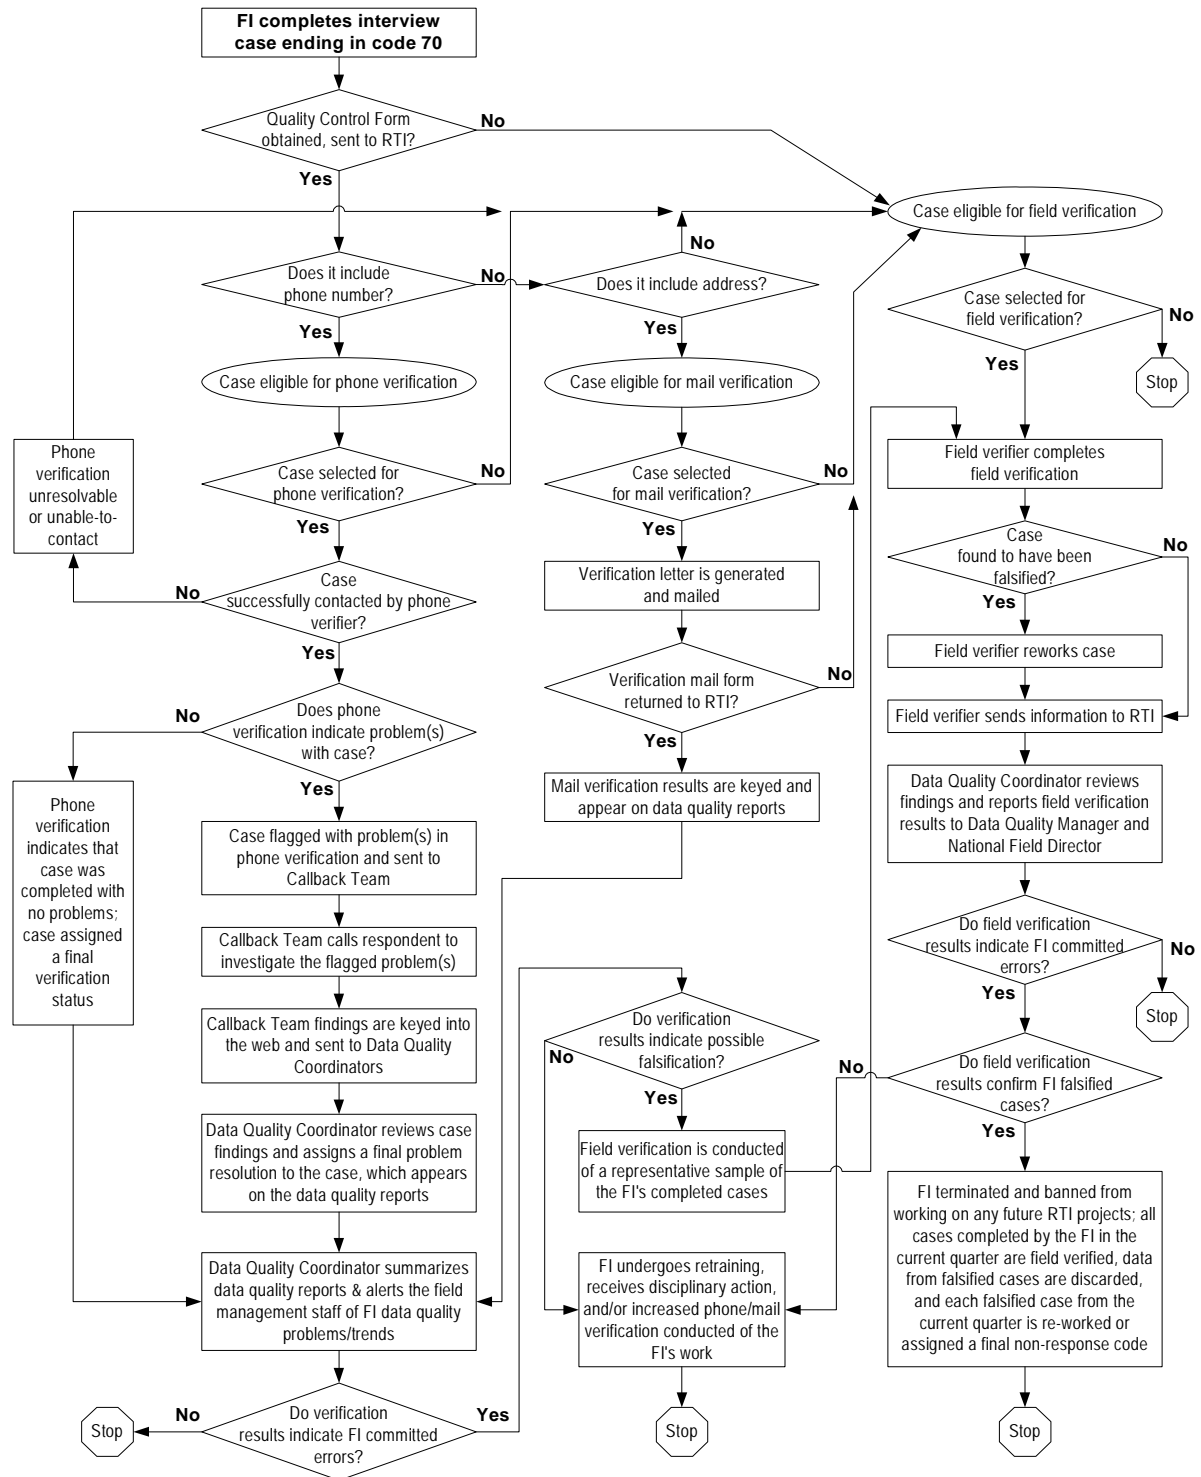 FI completes interview
case ending in code 70
Quality Control Form
obtained, sent to RTI?
No
Yes
Case eligible for field verification
Does it include
phone number?
No
Does it include address?
No
Yes
Yes
Case selected for
field verification?
No
Yes
Stop
Case eligible for phone verification
Case eligible for mail verification
Phone
verification
unresolvable
or unable-to-
contact
Case selected for
phone verification?
No
Yes
Case selected
for mail verification?
No
Yes
Field verifier completes
field verification
Case
successfully contacted by phone
verifier?
No
Yes
Verification letter is generated
and mailed
Case
found to have been
falsified?
No
Yes
Field verifier reworks case
Verification mail form
returned to RTI?
No
Yes
Field verifier sends information to RTI
Does phone
verification indicate problem(s)
with case?
No
Yes
Mail verification results are keyed and
appear on data quality reports
Data Quality Coordinator reviews
findings and reports field verification
results to Data Quality Manager and
National Field Director
Phone
verification
indicates that
case was
completed with
no problems;
case assigned
a final
verification
status
Case flagged with problem(s) in
phone verification and sent to
Callback Team
Callback Team calls respondent to
investigate the flagged problem(s)
Do field verification
results indicate FI committed
errors?
No
Yes
Stop
Callback Team findings are keyed into
the web and sent to Data Quality
Coordinators
Do verification
results indicate possible
falsification?
No
Yes
Do field verification
results confirm FI falsified
cases?
No
Yes
Data Quality Coordinator reviews case
findings and assigns a final problem
resolution to the case, which appears
on the data quality reports
Field verification is conducted
of a representative sample of
the FI's completed cases
FI terminated and banned from
working on any future RTI projects; all
cases completed by the FI in the
current quarter are field verified, data
from falsified cases are discarded,
and each falsified case from the
current quarter is re-worked or
assigned a final non-response code
Data Quality Coordinator summarizes
data quality reports & alerts the field
management staff of FI data quality
problems/trends
FI undergoes retraining,
receives disciplinary action,
and/or increased phone/mail
verification conducted of the
FI's work
Do verification
results indicate FI committed
errors?
No
Yes
Stop
Stop
Stop